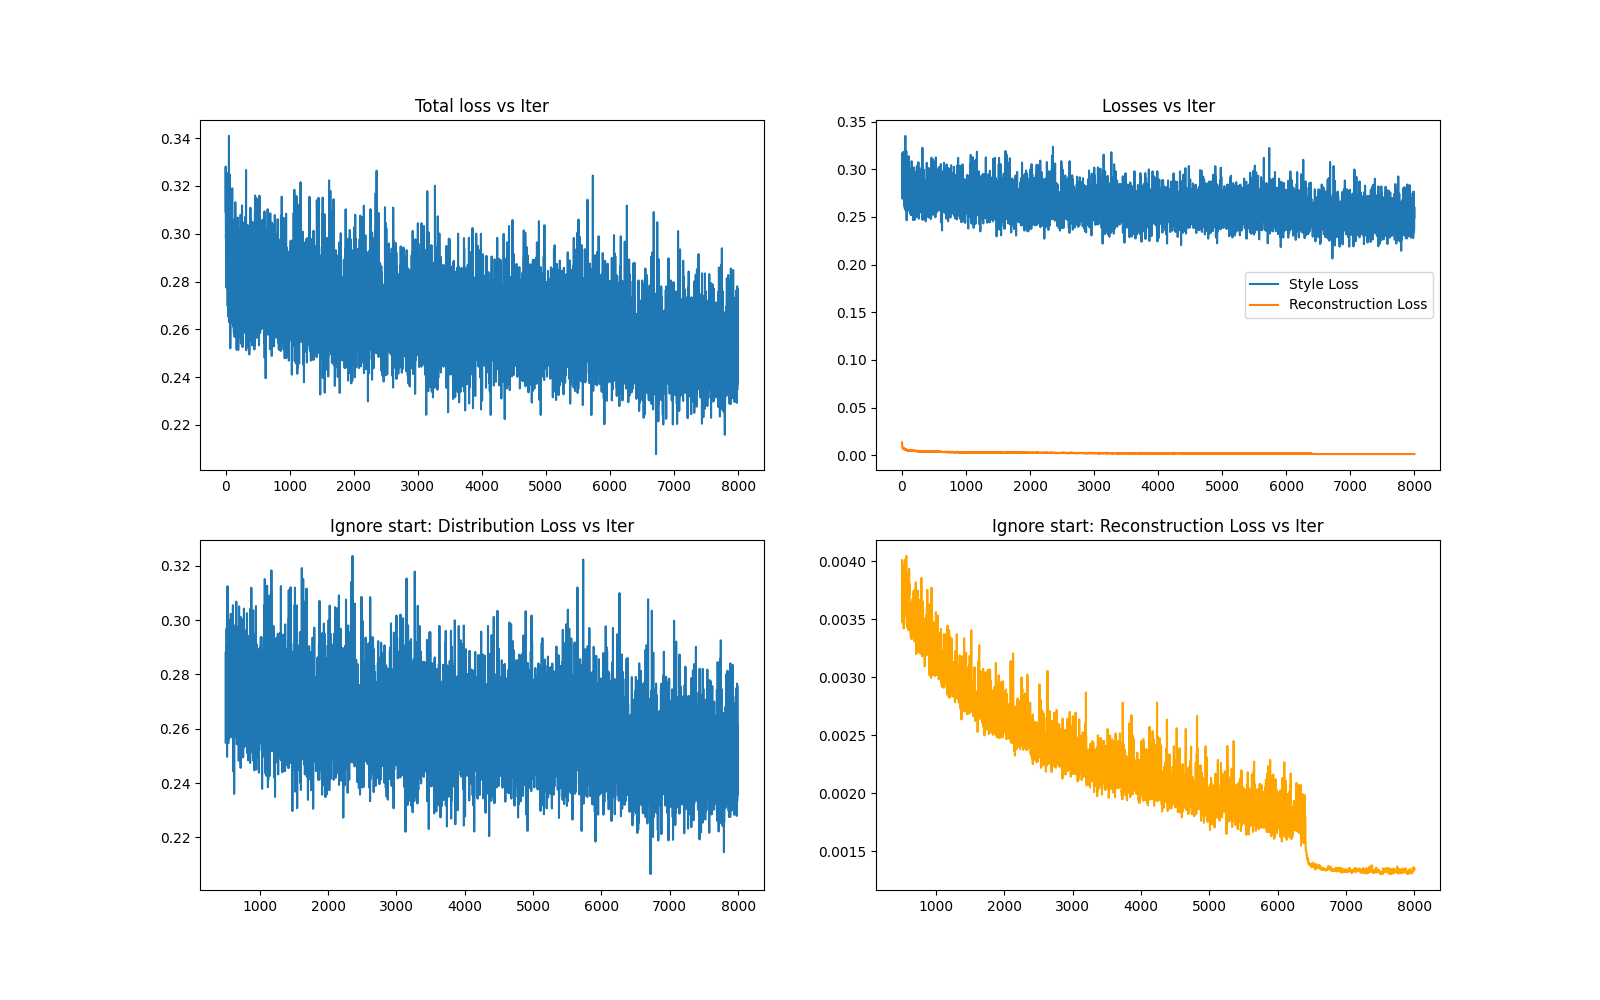 Total loss vs Iter
0.34
0.32
0.30
0.28
0.26
0.24
0.22
0 1000 2000 3000 4000 5000 6000 7000 8000
Losses vs Iter
0.35
0.30
0.25
0.20
0.15
0.10
0.05
0.00
Style Loss
Reconstruction Loss
0 1000 2000 3000 4000 5000 6000 7000 8000
Ignore start: Distribution Loss vs Iter
0.32
0.30
0.28
0.26
0.24
0.22
1000 2000 3000 4000 5000 6000 7000 8000
Ignore start: Reconstruction Loss vs Iter
0.0040
0.0035
0.0030
0.0025
0.0020
0.0015
1000 2000 3000 4000 5000 6000 7000 8000